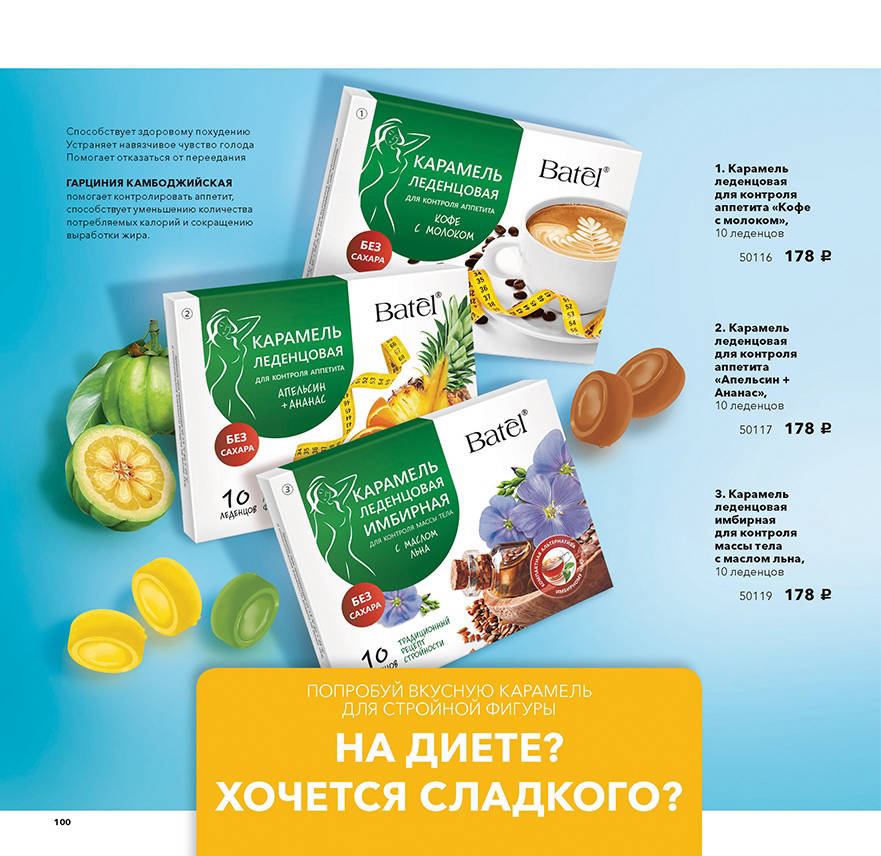 Способствует здоровому похудению
Устраняет навязчивое чувство голода
Помогает отказаться от переедания
ГАРЦИНИЯ КАМБОДЖИЙСКАЯ
помогает контролировать аппетит,
способствует уменьшению количества
потребляемых калорий и сокращению
выработки жира.
1
КАРАМЕЛЬ
ЛЕДЕНЦОВАЯ
ДЛЯ КОНТРОЛЯ АППЕТИТА
КОФЕ
С МОЛОКОМ
БЕЗ
САХАРА
Batel®
2
КАРАМЕЛЬ
ЛЕДЕНЦОВАЯ
ДЛЯ КОНТРОЛЯ АППЕТИТА
АПЕЛЬСИН
+ АНАНАС
БЕЗ
САХАРА
10
ЛЕДЕНЦОВ
Batel®
3
КАРАМЕЛЬ
ЛЕДЕНЦОВАЯ
ИМБИРНАЯ
ДЛЯ КОНТРОЛЯ МАССЫ ТЕЛА
С МАСЛОМ
ЛЬНА
БЕЗ
САХАРА
10
ТРАДИЦИОННЫЙ
РЕЦЕПТ
СТРОЙНОСТИ
Batel®
КОМПАКТНАЯ АЛЬТЕРНАТИВА
ИМБИРНОМУ
1. Карамель
леденцовая
для контроля
аппетита «Кофе
с молоком»,
10 леденцов
50116 178 ₽
2. Карамель
леденцовая
для контроля
аппетита
«Апельсин +
Ананас»,
10 леденцов
50117 178 ₽
3. Карамель
леденцовая
имбирная
для контроля
массы тела
с маслом льна,
10 леденцов
50119 178 ₽
ПОПРОБУЙ ВКУСНУЮ КАРАМЕЛЬ
ДЛЯ СТРОЙНОЙ ФИГУРЫ
НА ДИЕТЕ?
ХОЧЕТСЯ СЛАДКОГО?
100